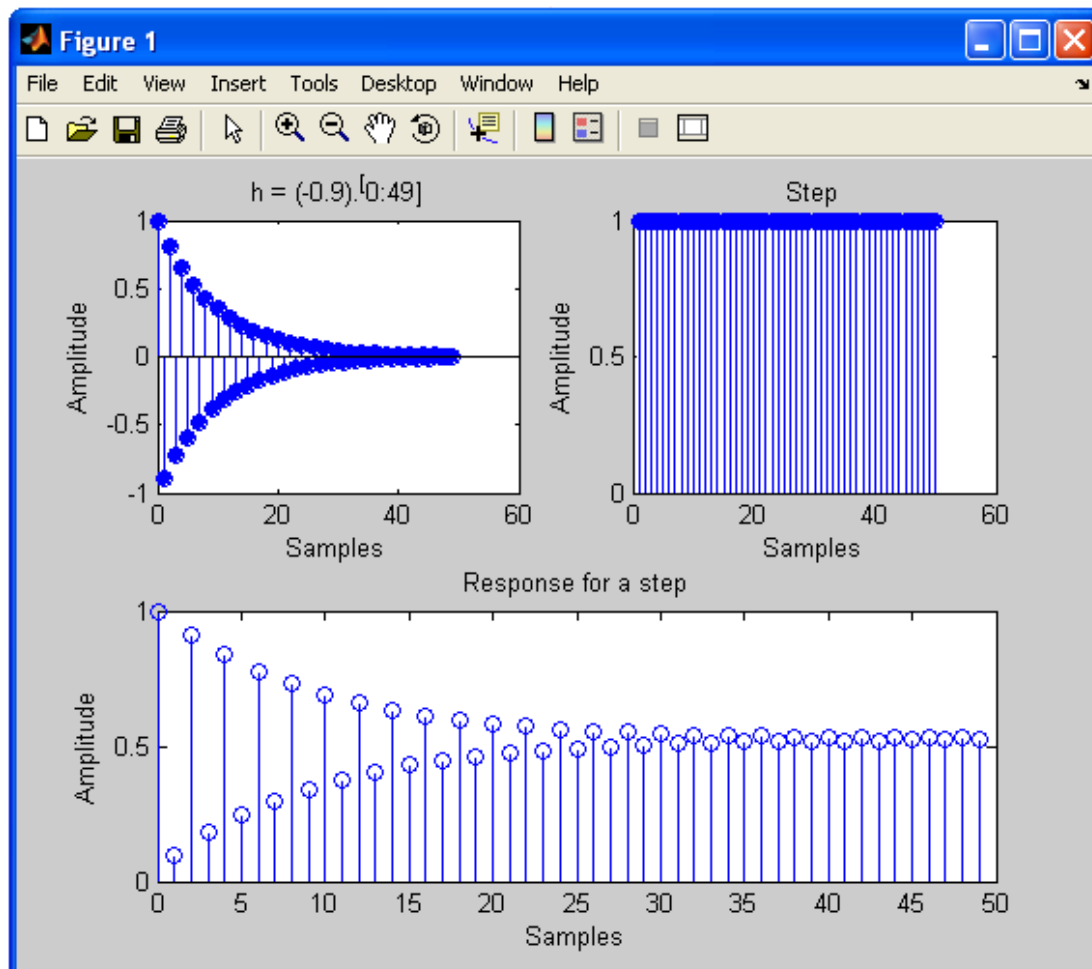 Figure 1
File Edit View Insert Tools Desktop Window Help
h = (-0.9).[0:49]
Amplitude
1
0.5
0
-0.5
-1
0 20 40 60
Samples
Step
Amplitude
1
0.5
0
0 20 40 60
Samples
Response for a step
Amplitude
1
0.5
0
0 5 10 15 20 25 30 35 40 45 50
Samples